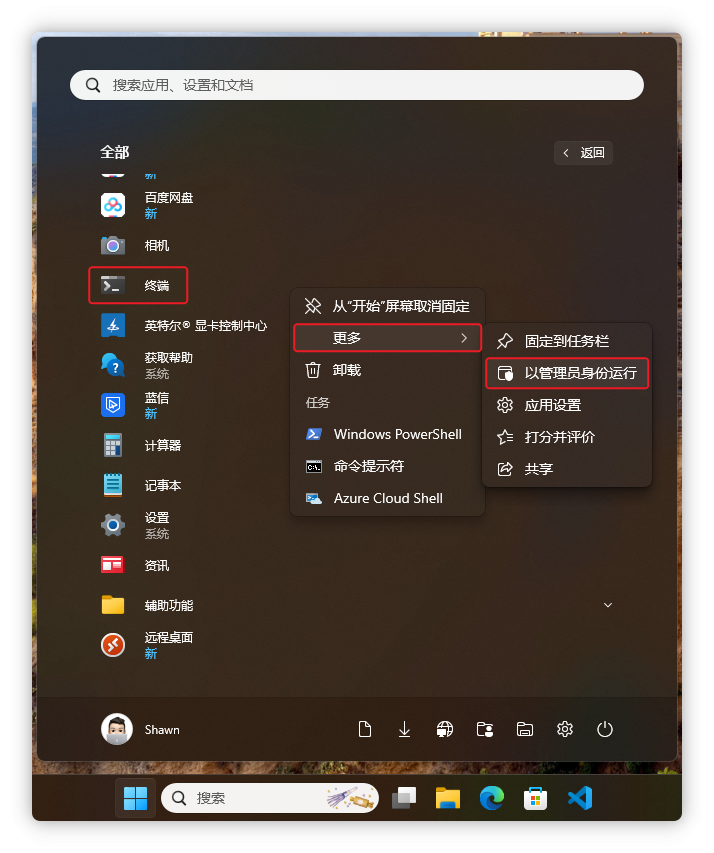 搜索应用、设置和文档
全部
返回
新
百度网盘
新
相机
终端
英特尔® 显卡控制中心
获取帮助
系统
蓝信
新
计算器
记事本
设置
系统
资讯
辅助功能
远程桌面
新
从"开始"屏幕取消固定
更多
卸载
任务
Windows PowerShell
命令提示符
Azure Cloud Shell
固定到任务栏
以管理员身份运行
应用设置
打分并评价
共享
Shawn
搜索